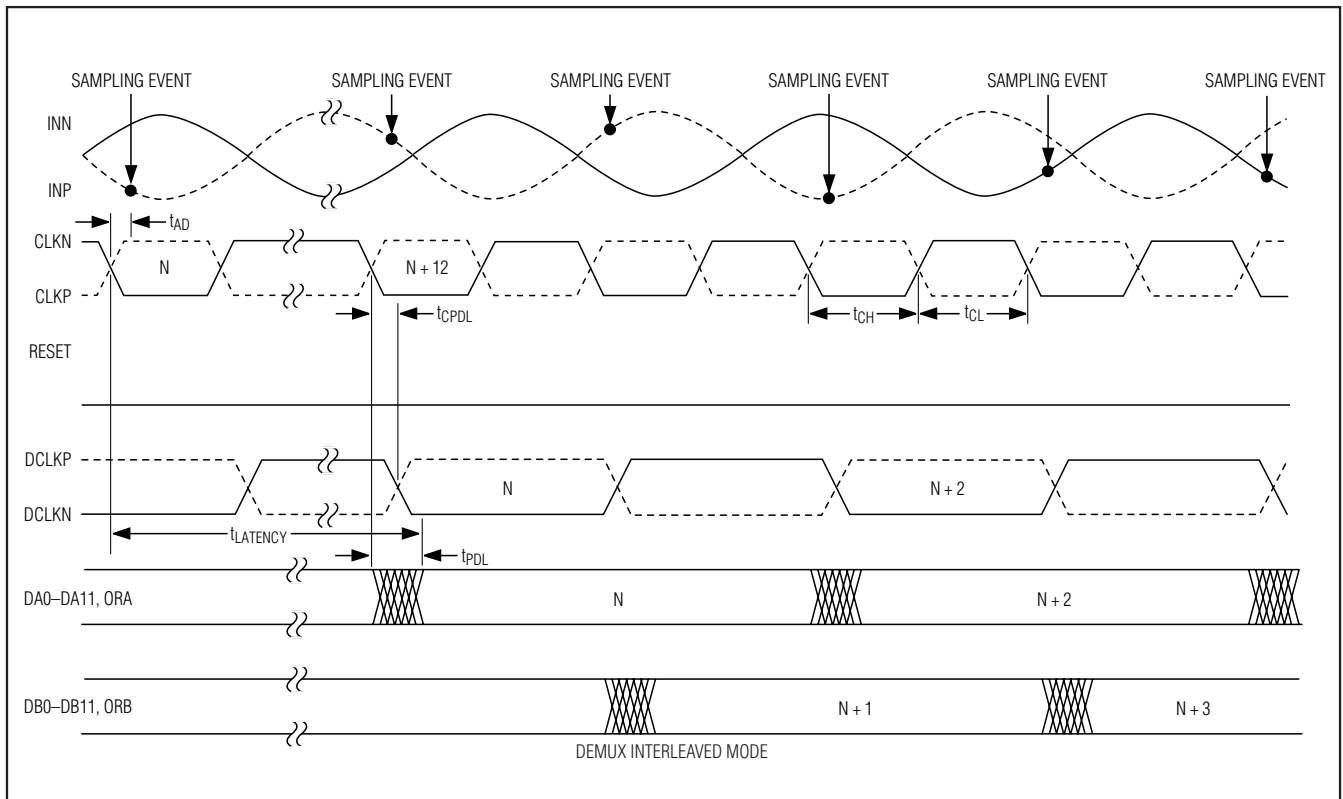 SAMPLING EVENT SAMPLING EVENT SAMPLING EVENT SAMPLING EVENT SAMPLING EVENT SAMPLING EVENT
INN
INP
tAD
CLKN
N N + 12
CLKP
tCPDL tCH tCL
RESET
DCLKP
N N + 2
DCLKN
tLATENCY
tPDL
DA0–DA11, ORA N N + 2
DB0–DB11, ORB N + 1 N + 3
DEMUX INTERLEAVED MODE